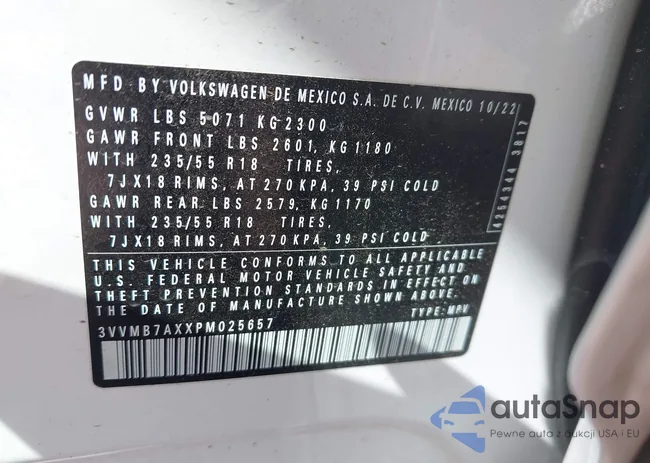 MFD BY VOLKSWAGEN DE MEXICO S.A. DE C.V. MEXICO 10/22
GVWR LBS 5071 KG 2300
GAWR FRONT LBS 2601, KG 1180
WITH 235/55 R18 TIRES,
7JX18 RIMS, AT 270 KPA, 39 PSI COLD
GAWR REAR LBS 2579, KG 1170
WITH 235/55 R18 TIRES,
7JX18 RIMS, AT 270 KPA, 39 PSI COLD
4254344 3817
THIS VEHICLE CONFORMS TO ALL APPLICABLE
U.S. FEDERAL MOTOR VEHICLE SAFETY AND
THEFT PREVENTION STANDARDS IN EFFECT ON
THE DATE OF MANUFACTURE SHOWN ABOVE.
3VVMB7AXXPM025657 TYPE: MPV
autoSnap
Pewne auta z aukcji USA i EU